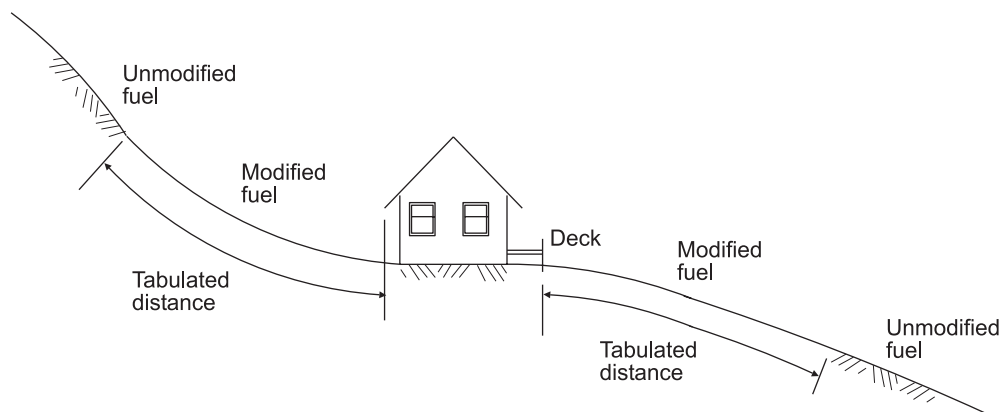 Unmodified
fuel
Modified
fuel
Tabulated
distance
Deck
Modified
fuel
Tabulated
distance
Unmodified
fuel